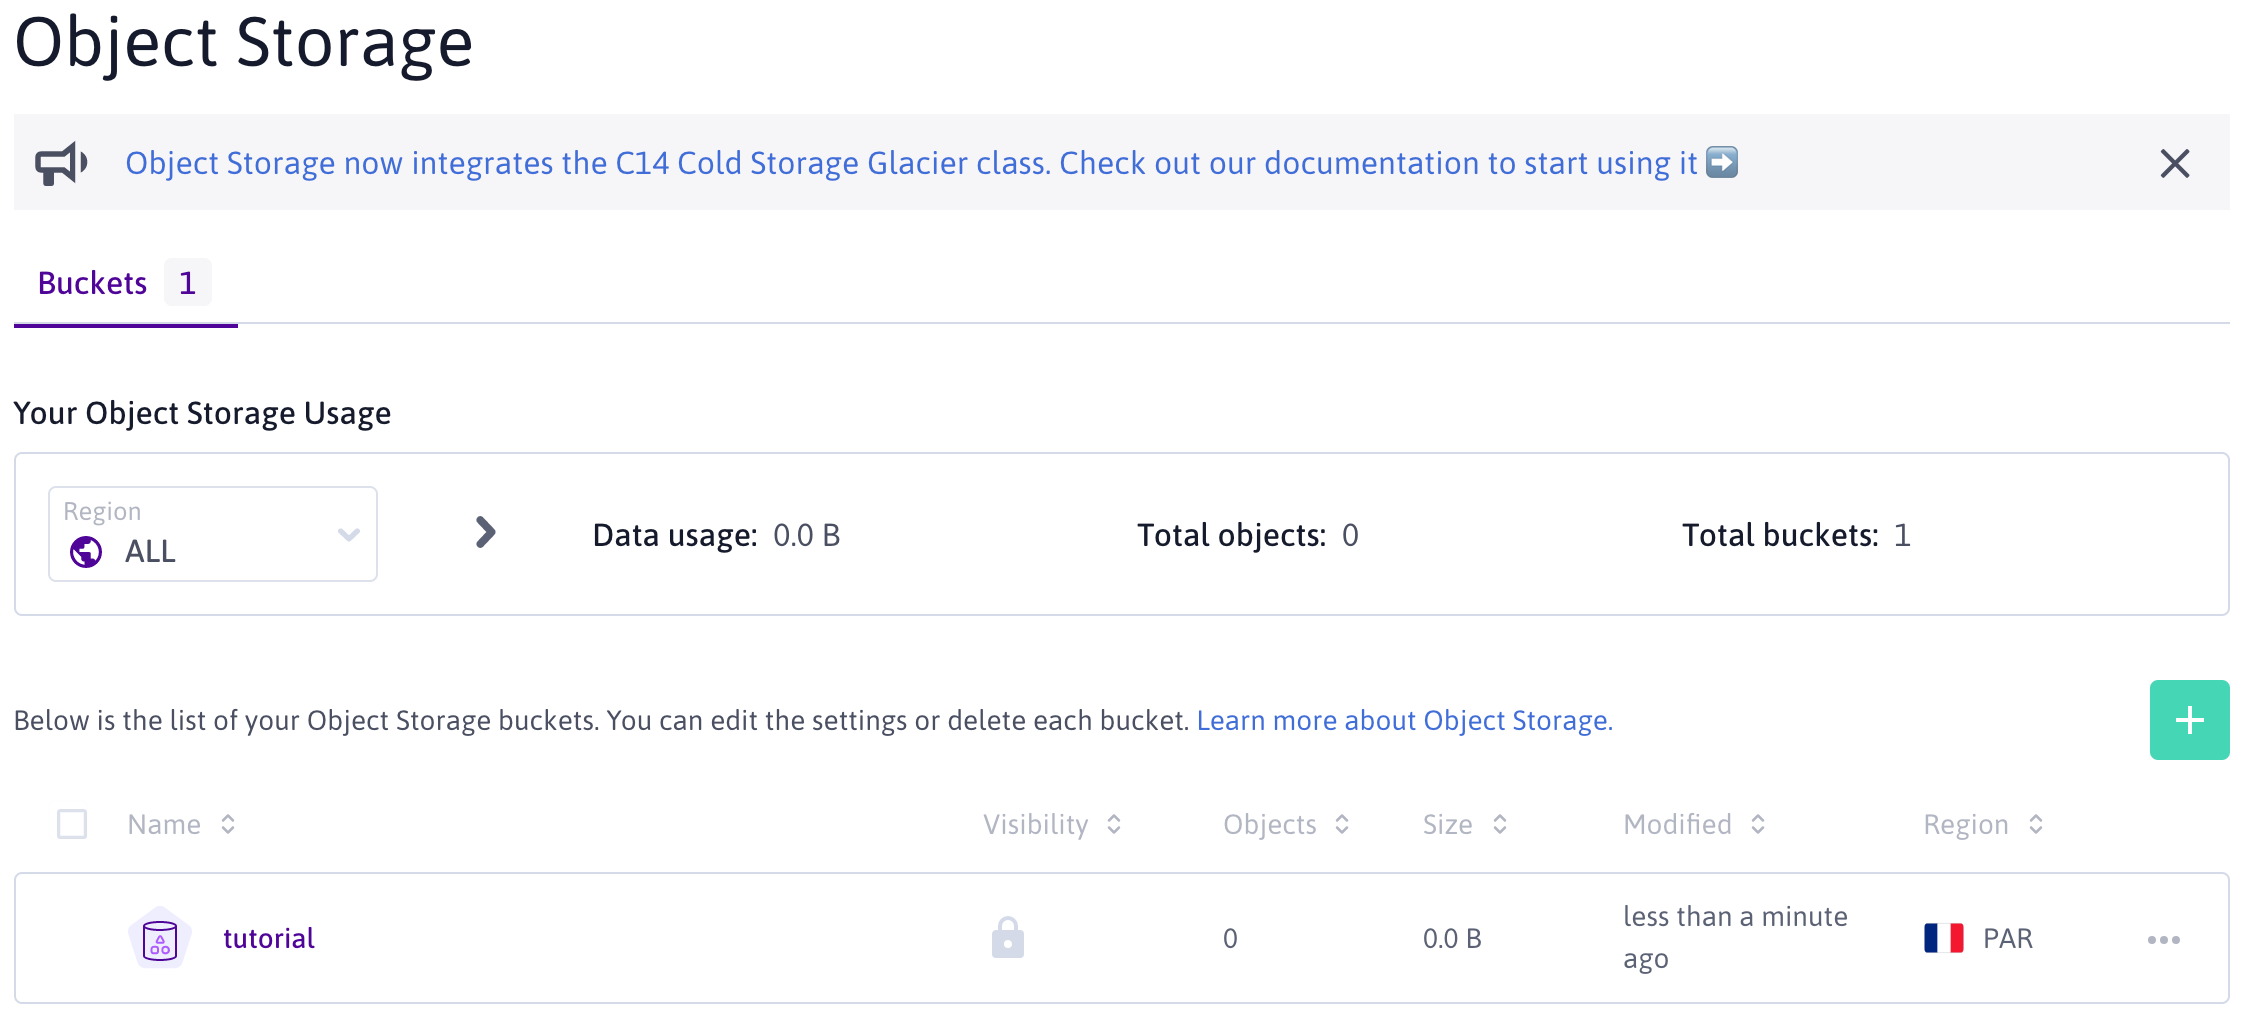 Object Storage
Object Storage now integrates the C14 Cold Storage Glacier class. Check out our documentation to start using it ➡️
Buckets 1
Your Object Storage Usage
Region
ALL
Data usage: 0.0 B
Total objects: 0
Total buckets: 1
Below is the list of your Object Storage buckets. You can edit the settings or delete each bucket. Learn more about Object Storage.
Name Visibility Objects Size Modified Region
tutorial 0 0.0 B less than a minute
ago
PAR